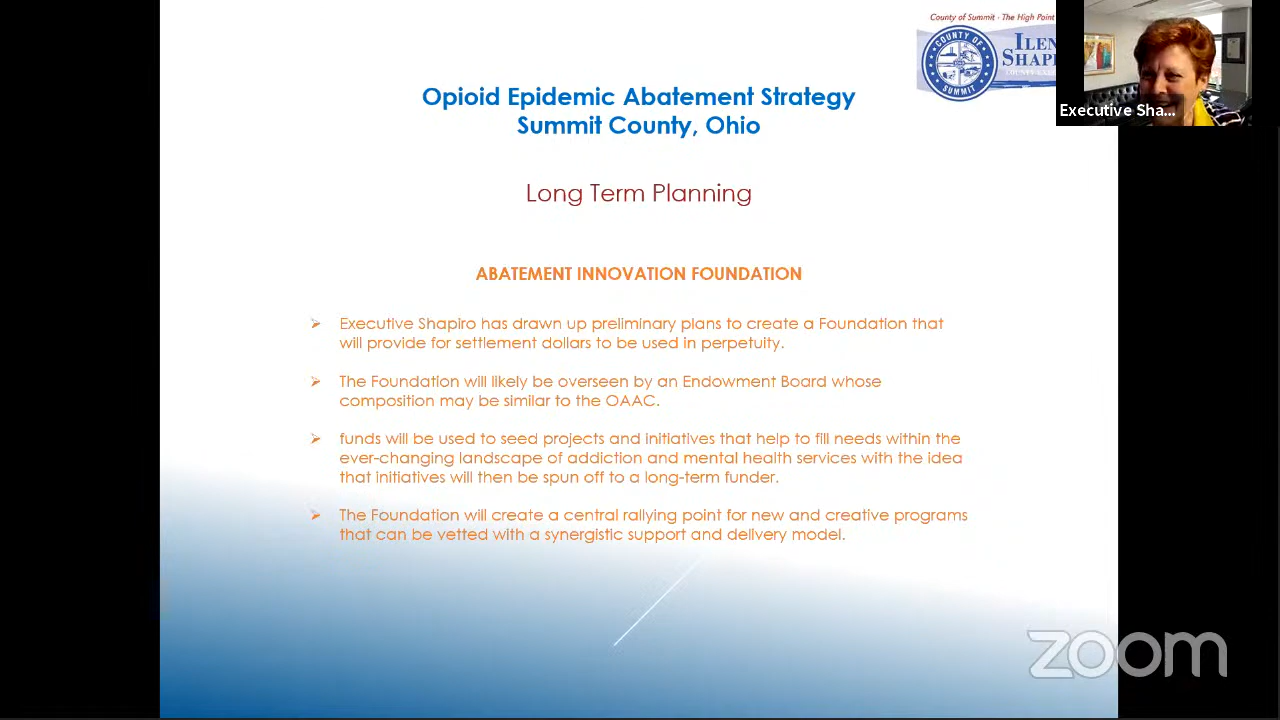 County of Summit · The High Point
COUNTY OF
SUMMIT
ILEN
SHAP
Executive Sha...
Opioid Epidemic Abatement Strategy
Summit County, Ohio
Long Term Planning
ABATEMENT INNOVATION FOUNDATION
Executive Shapiro has drawn up preliminary plans to create a Foundation that
will provide for settlement dollars to be used in perpetuity.
The Foundation will likely be overseen by an Endowment Board whose
composition may be similar to the OAAC.
funds will be used to seed projects and initiatives that help to fill needs within the
ever-changing landscape of addiction and mental health services with the idea
that initiatives will then be spun off to a long-term funder.
The Foundation will create a central rallying point for new and creative programs
that can be vetted with a synergistic support and delivery model.
zoom